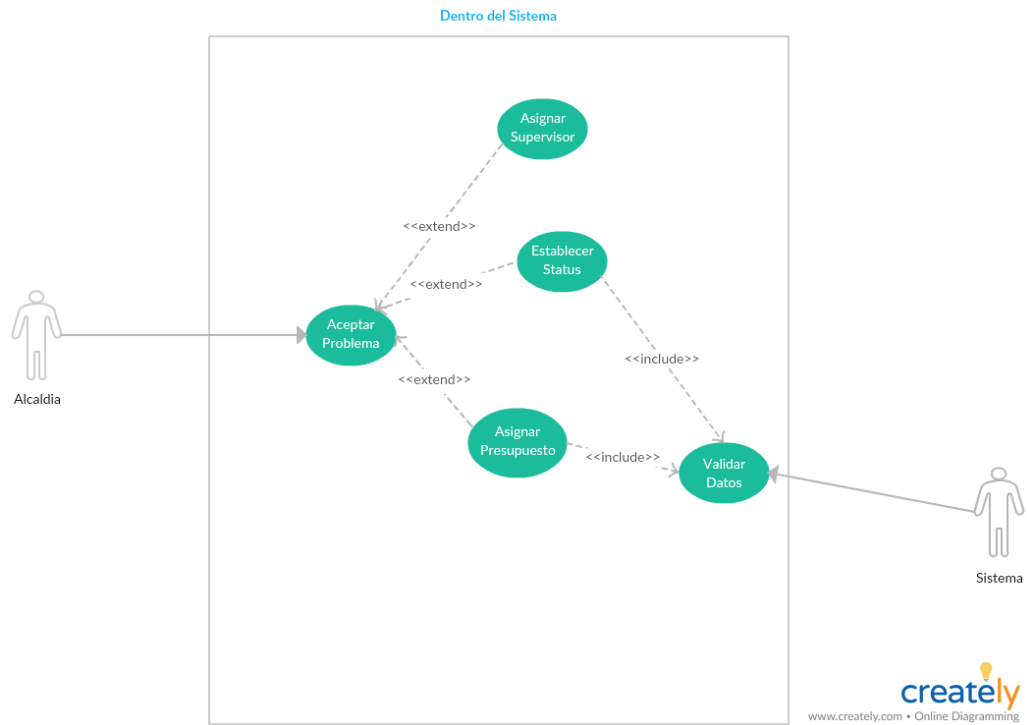 Dentro del Sistema
Asignar
Supervisor
<<extend>>
Establecer
Status
<<extend>>
Aceptar
Problema
<<include>>
<<extend>>
Alcaldia
Asignar
Presupuesto
<<include>>
Validar
Datos
Sistema
creately
www.creately.com • Online Diagramming